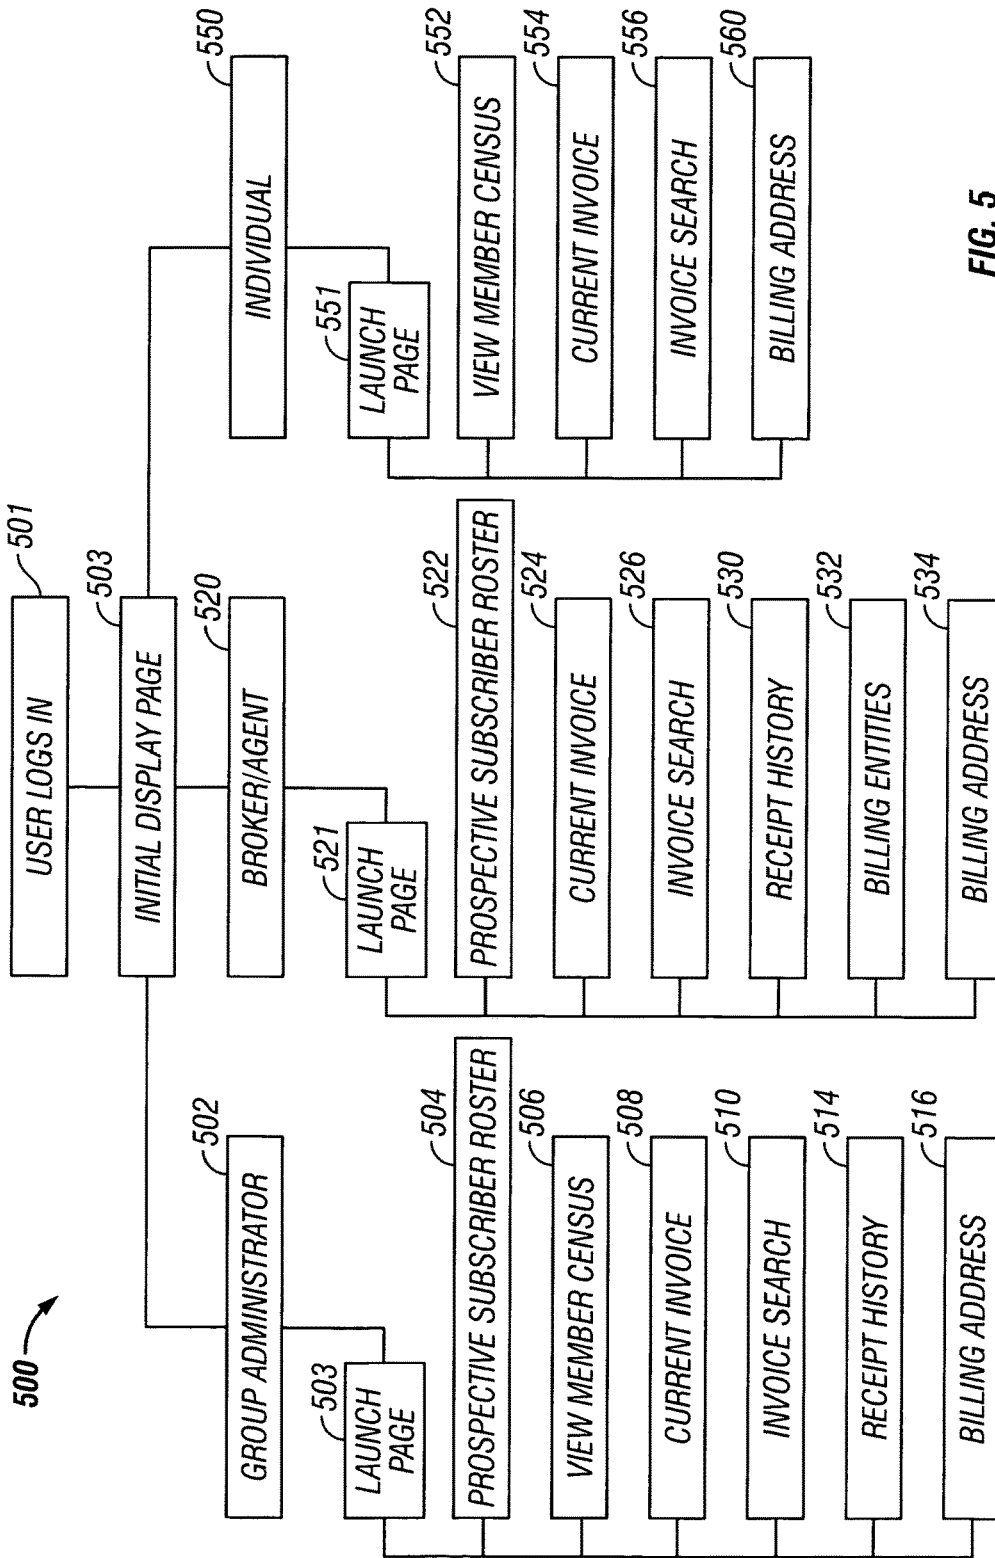 500
USER LOGS IN
501
INITIAL DISPLAY PAGE
503
GROUP ADMINISTRATOR
502
LAUNCH
PAGE
503
PROSPECTIVE SUBSCRIBER ROSTER
504
VIEW MEMBER CENSUS
506
CURRENT INVOICE
508
INVOICE SEARCH
510
RECEIPT HISTORY
514
BILLING ADDRESS
516
BROKER/AGENT
520
LAUNCH
PAGE
521
PROSPECTIVE SUBSCRIBER ROSTER
522
CURRENT INVOICE
524
INVOICE SEARCH
526
RECEIPT HISTORY
530
BILLING ENTITIES
532
BILLING ADDRESS
534
INDIVIDUAL
550
LAUNCH
PAGE
551
VIEW MEMBER CENSUS
552
CURRENT INVOICE
554
INVOICE SEARCH
556
BILLING ADDRESS
560
FIG. 5